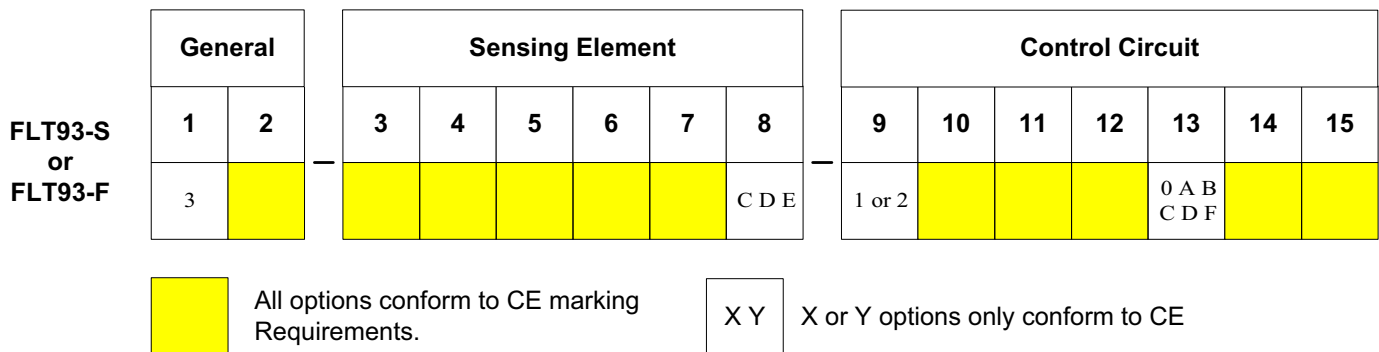 General Sensing Element Control Circuit
FLT93-S
or
FLT93-F
1 2 3 4 5 6 7 8 9 10 11 12 13 14 15
3 – – C D E 1 or 2 0 A B
C D F
All options conform to CE marking
Requirements.
X Y X or Y options only conform to CE